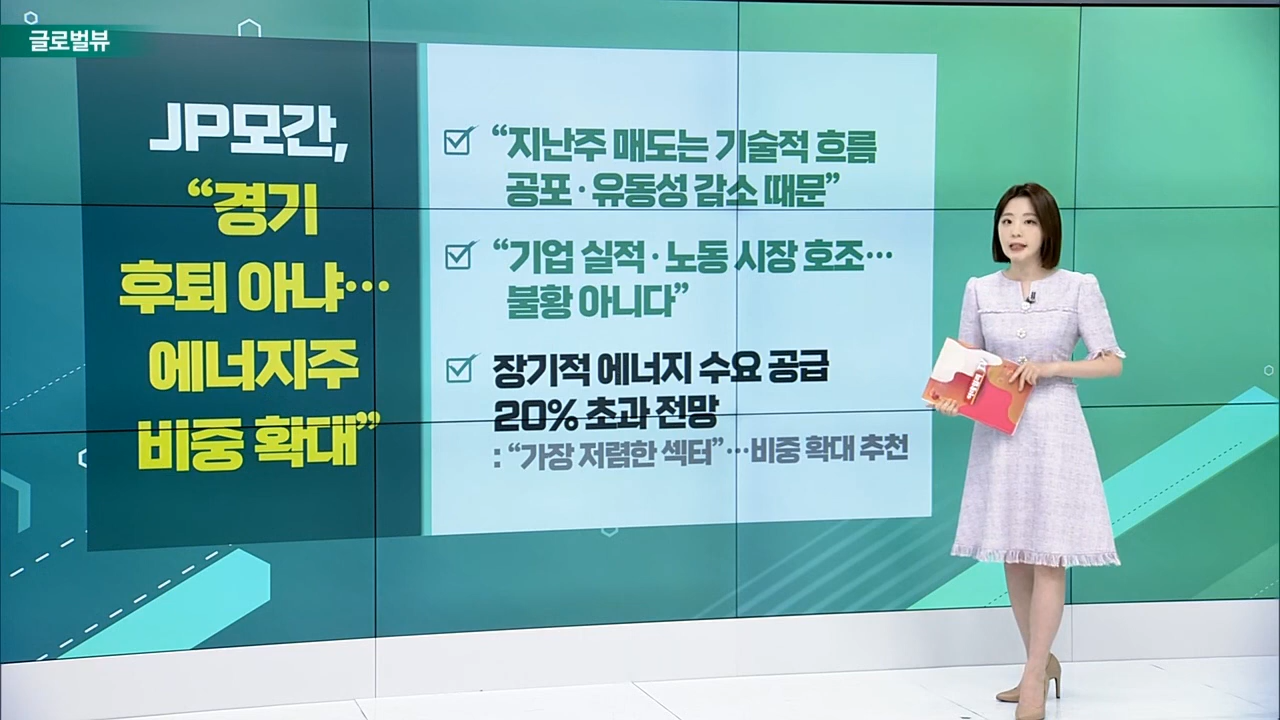 글로벌뷰
JP모간,
“경기
후퇴 아냐…
에너지주
비중 확대”
“지난주 매도는 기술적 흐름
공포·유동성 감소 때문”
“기업 실적·노동 시장 호조…
불황 아니다”
장기적 에너지 수요 공급
20% 초과 전망
: “가장 저렴한 섹터”…비중 확대 추천